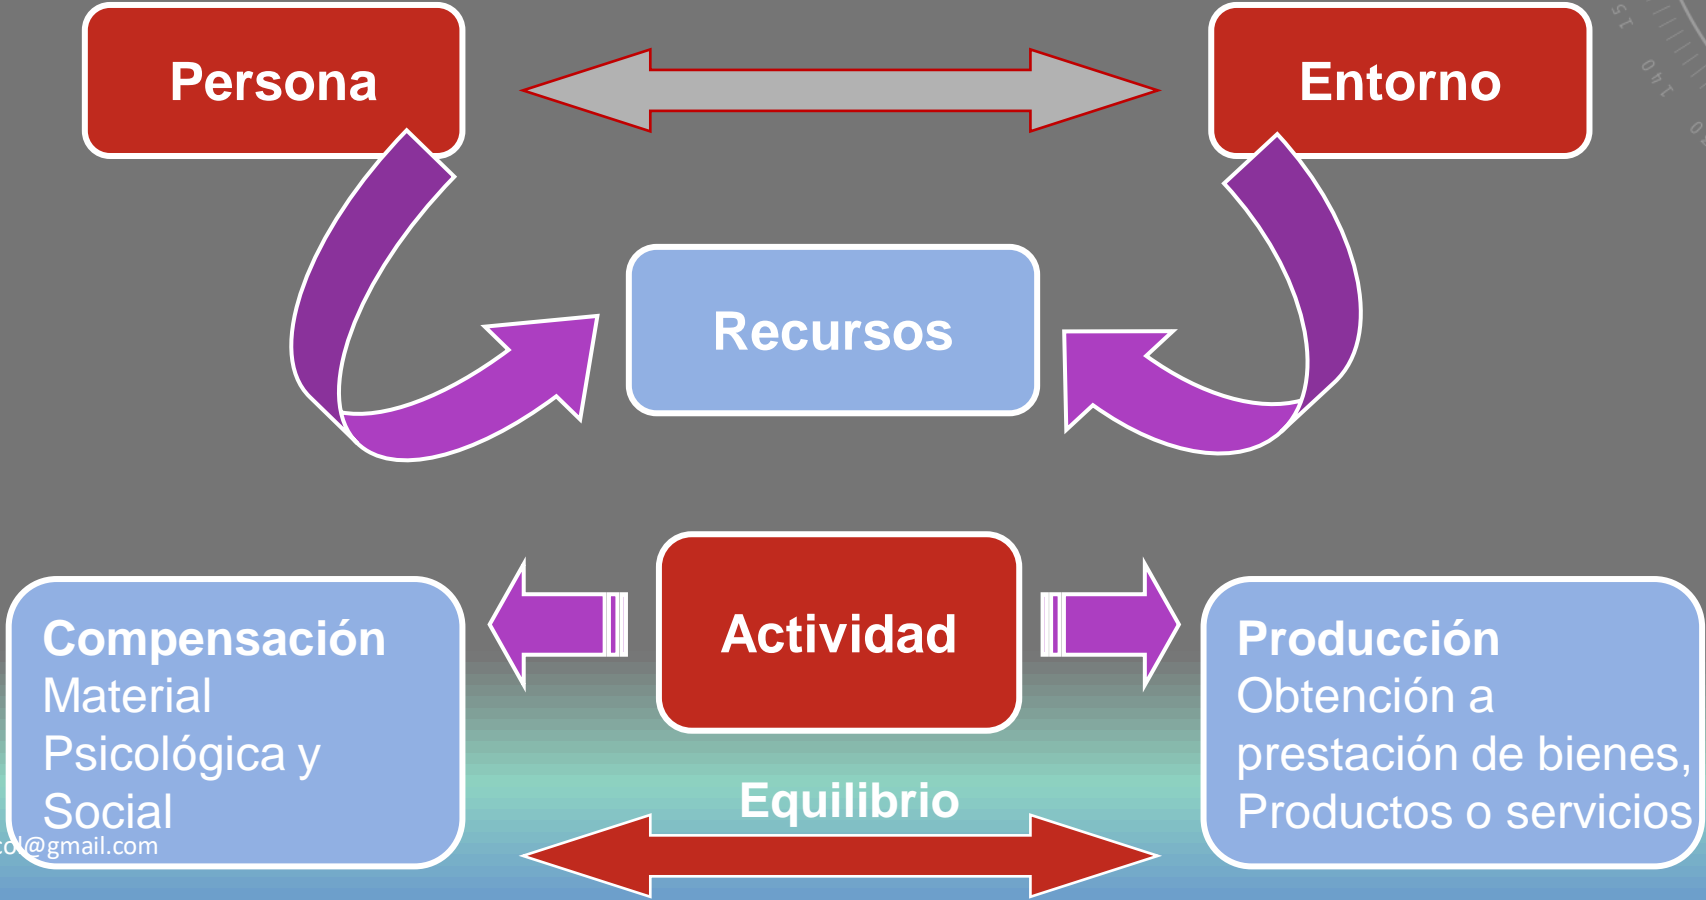 Persona
Entorno
Recursos
Actividad
Compensación
Material
Psicológica y
Social
Producción
Obtención a
prestación de bienes,
Productos o servicios
Equilibrio
@gmail.com